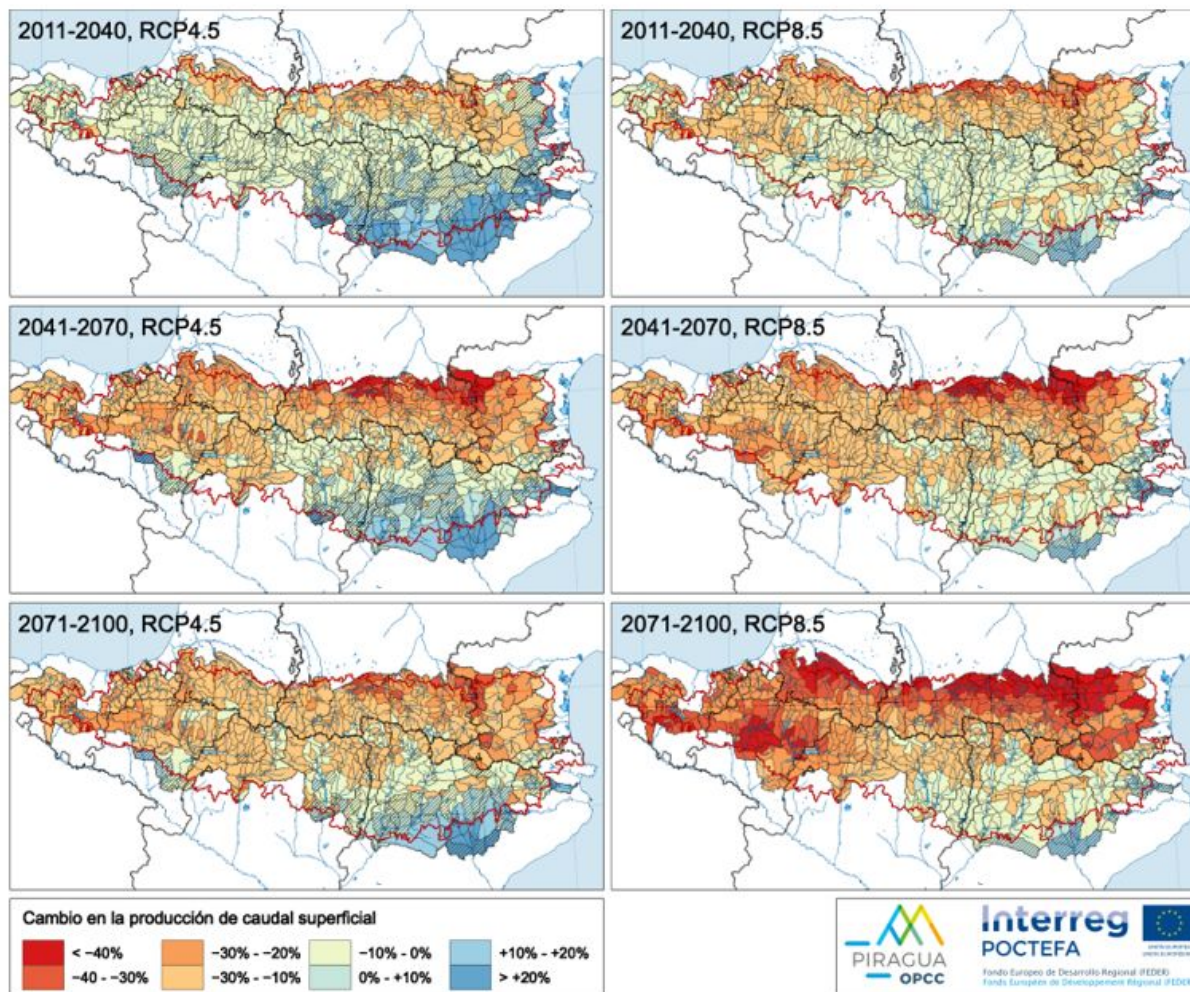 2011-2040, RCP4.5
2011-2040, RCP8.5
2041-2070, RCP4.5
2041-2070, RCP8.5
2071-2100, RCP4.5
2071-2100, RCP8.5
Cambio en la producción de caudal superficial
< −40%
−30% - −20%
−10% - 0%
+10% - +20%
−40 - −30%
−30% - −10%
0% - +10%
> +20%
PIRAGUA
OPCC
Interreg
POCTEFA
Fondo Europeo de Desarrollo Regional (FEDER)
Fonds Européen de Développement Régional (FEDER)